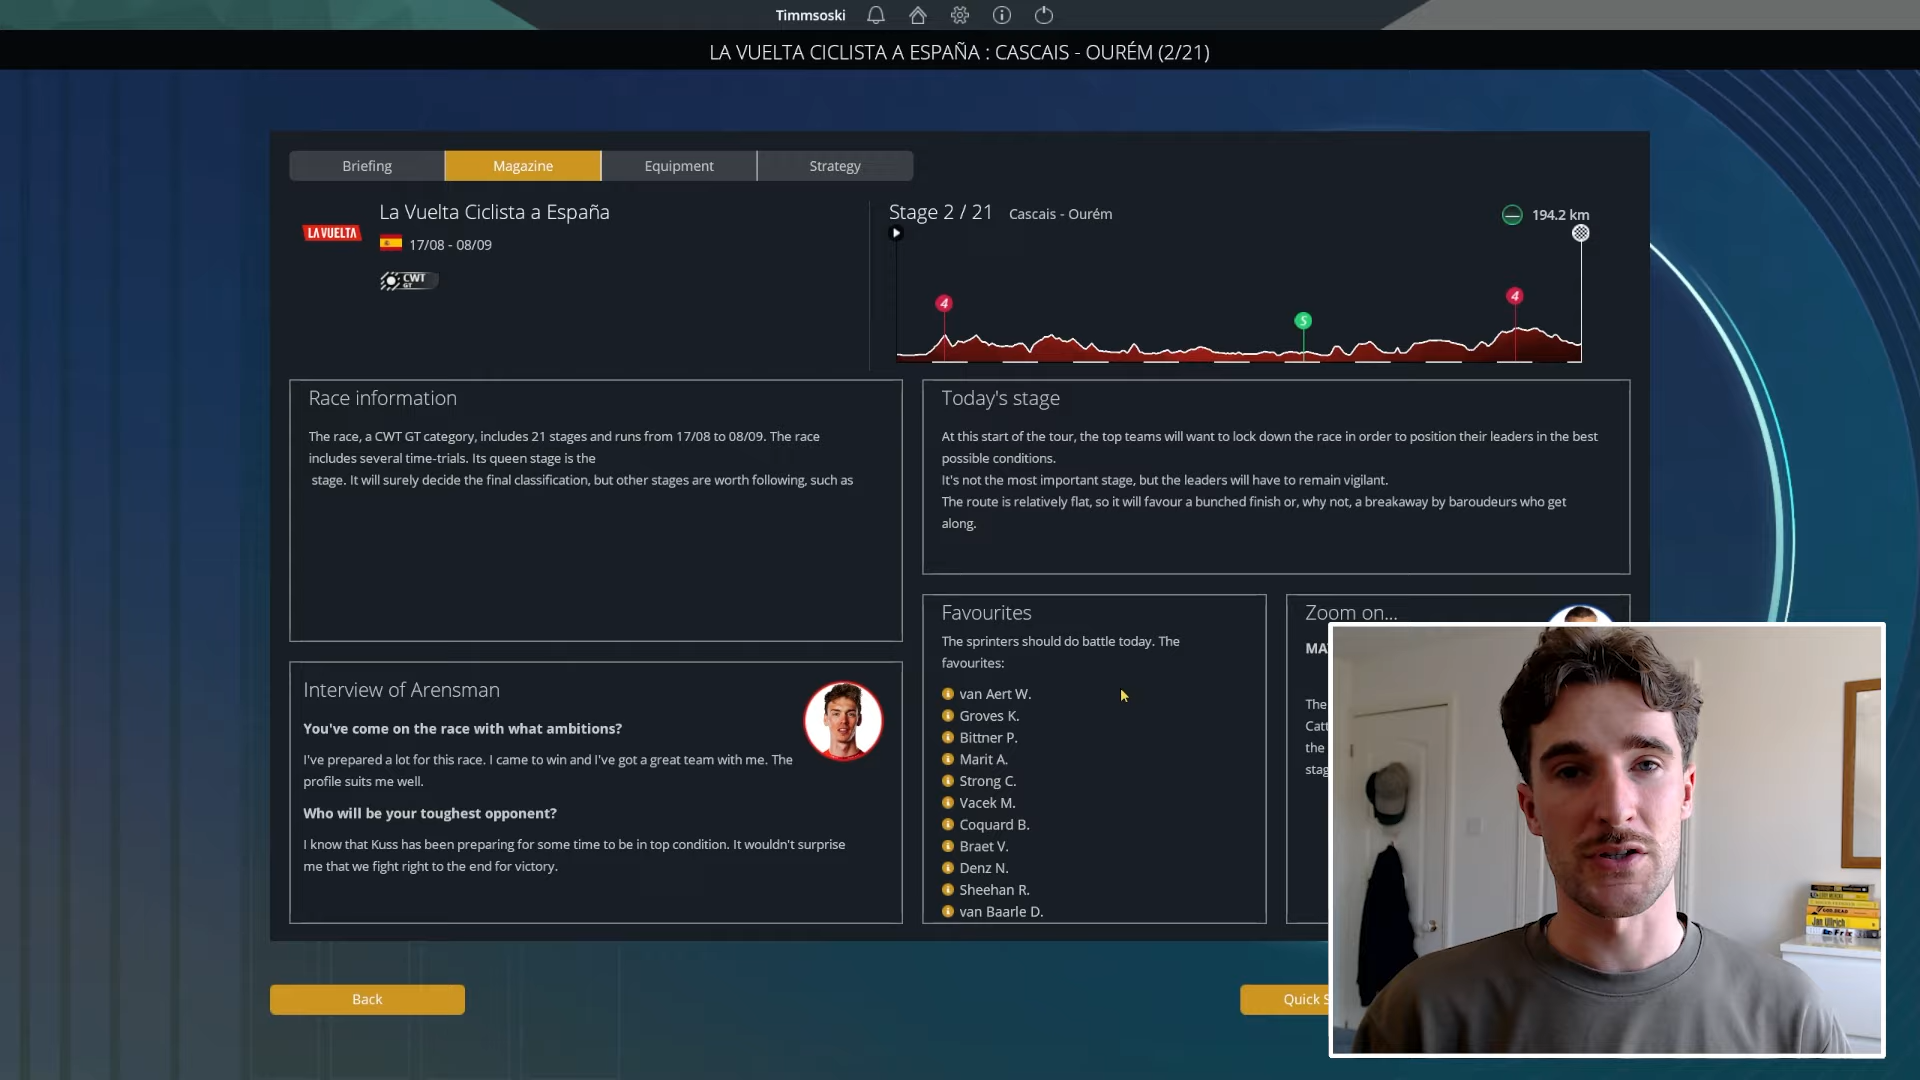 Timmsoski
LA VUELTA CICLISTA A ESPAÑA : CASCAIS - OURÉM (2/21)
Briefing
Magazine
Equipment
Strategy
LA VUELTA
La Vuelta Ciclista a España
17/08 - 08/09
CWT
GT
Stage 2 / 21
Cascais - Ourém
194.2 km
4
S
4
Race information
The race, a CWT GT category, includes 21 stages and runs from 17/08 to 08/09. The race
includes several time-trials. Its queen stage is the
stage. It will surely decide the final classification, but other stages are worth following, such as
Today's stage
At this start of the tour, the top teams will want to lock down the race in order to position their leaders in the best
possible conditions.
It's not the most important stage, but the leaders will have to remain vigilant.
The route is relatively flat, so it will favour a bunched finish or, why not, a breakaway by baroudeurs who get
along.
Interview of Arensman
You've come on the race with what ambitions?
I've prepared a lot for this race. I came to win and I've got a great team with me. The
profile suits me well.
Who will be your toughest opponent?
I know that Kuss has been preparing for some time to be in top condition. It wouldn't surprise
me that we fight right to the end for victory.
Favourites
The sprinters should do battle today. The
favourites:
van Aert W.
Groves K.
Bittner P.
Marit A.
Strong C.
Vacek M.
Coquard B.
Braet V.
Denz N.
Sheehan R.
van Baarle D.
Zoom on...
MA
The
Catt
the
stag
Back
Quick S
Jan Ullrich